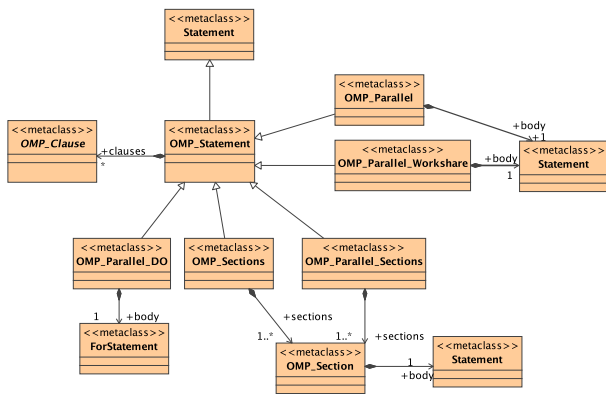 <<metaclass>>
Statement
<<metaclass>>
OMP_Parallel
+body
+1
<<metaclass>>
OMP_Clause
+clauses
*
<<metaclass>>
OMP_Statement
<<metaclass>>
OMP_Parallel_Workshare
+body
1
<<metaclass>>
Statement
<<metaclass>>
OMP_Parallel_DO
<<metaclass>>
OMP_Sections
<<metaclass>>
OMP_Parallel_Sections
1
+body
+sections
1..*
1..*
+sections
<<metaclass>>
ForStatement
<<metaclass>>
OMP_Section
1
+body
<<metaclass>>
Statement